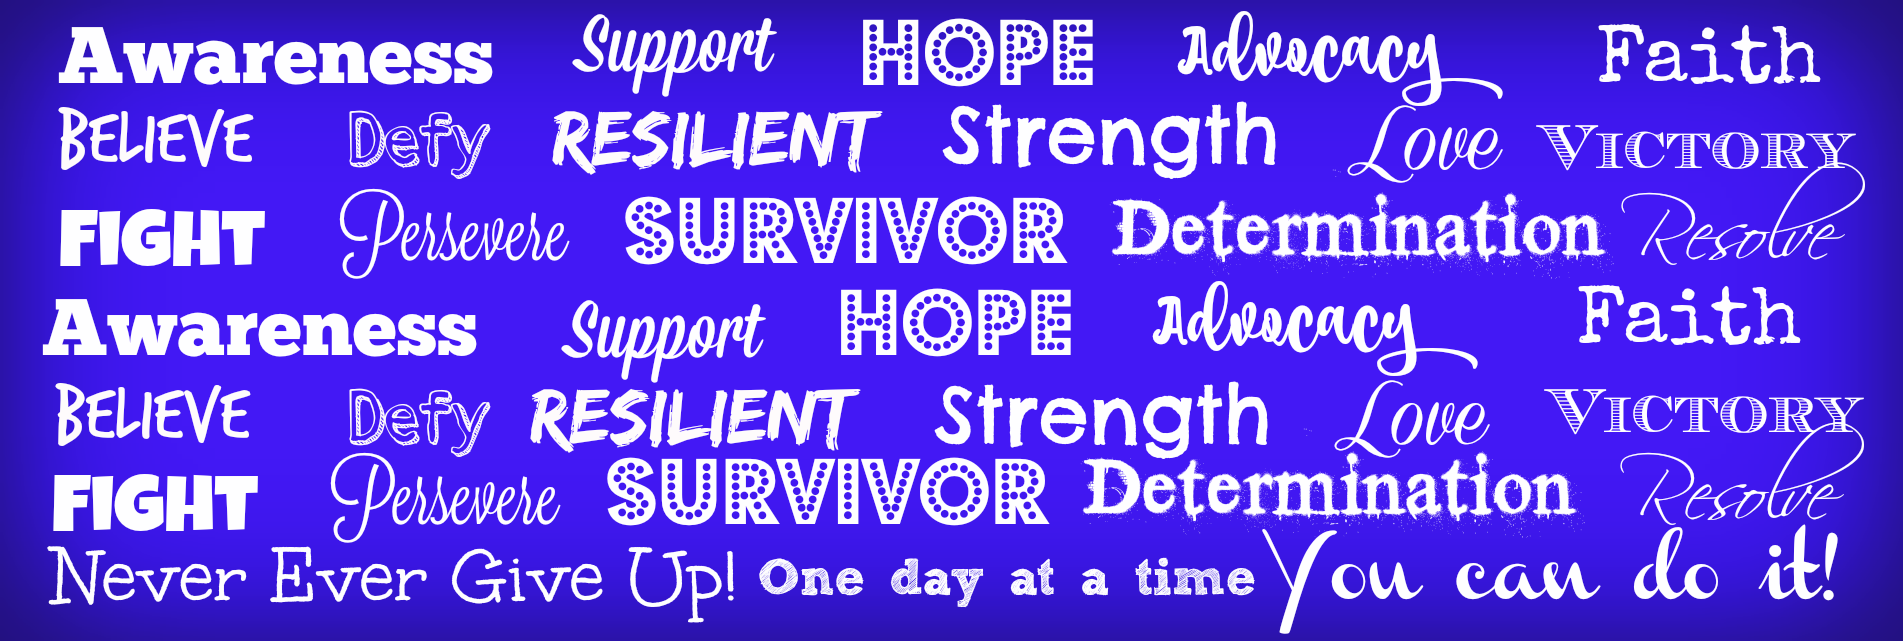 Awareness Support HOPE Advocacy Faith
BELIEVE Defy RESILIENT Strength Love VICTORY
FIGHT Persevere SURVIVOR Determination Resolve
Awareness Support HOPE Advocacy Faith
BELIEVE Defy RESILIENT Strength Love VICTORY
FIGHT Persevere SURVIVOR Determination Resolve
Never Ever Give Up! One day at a time You can do it!